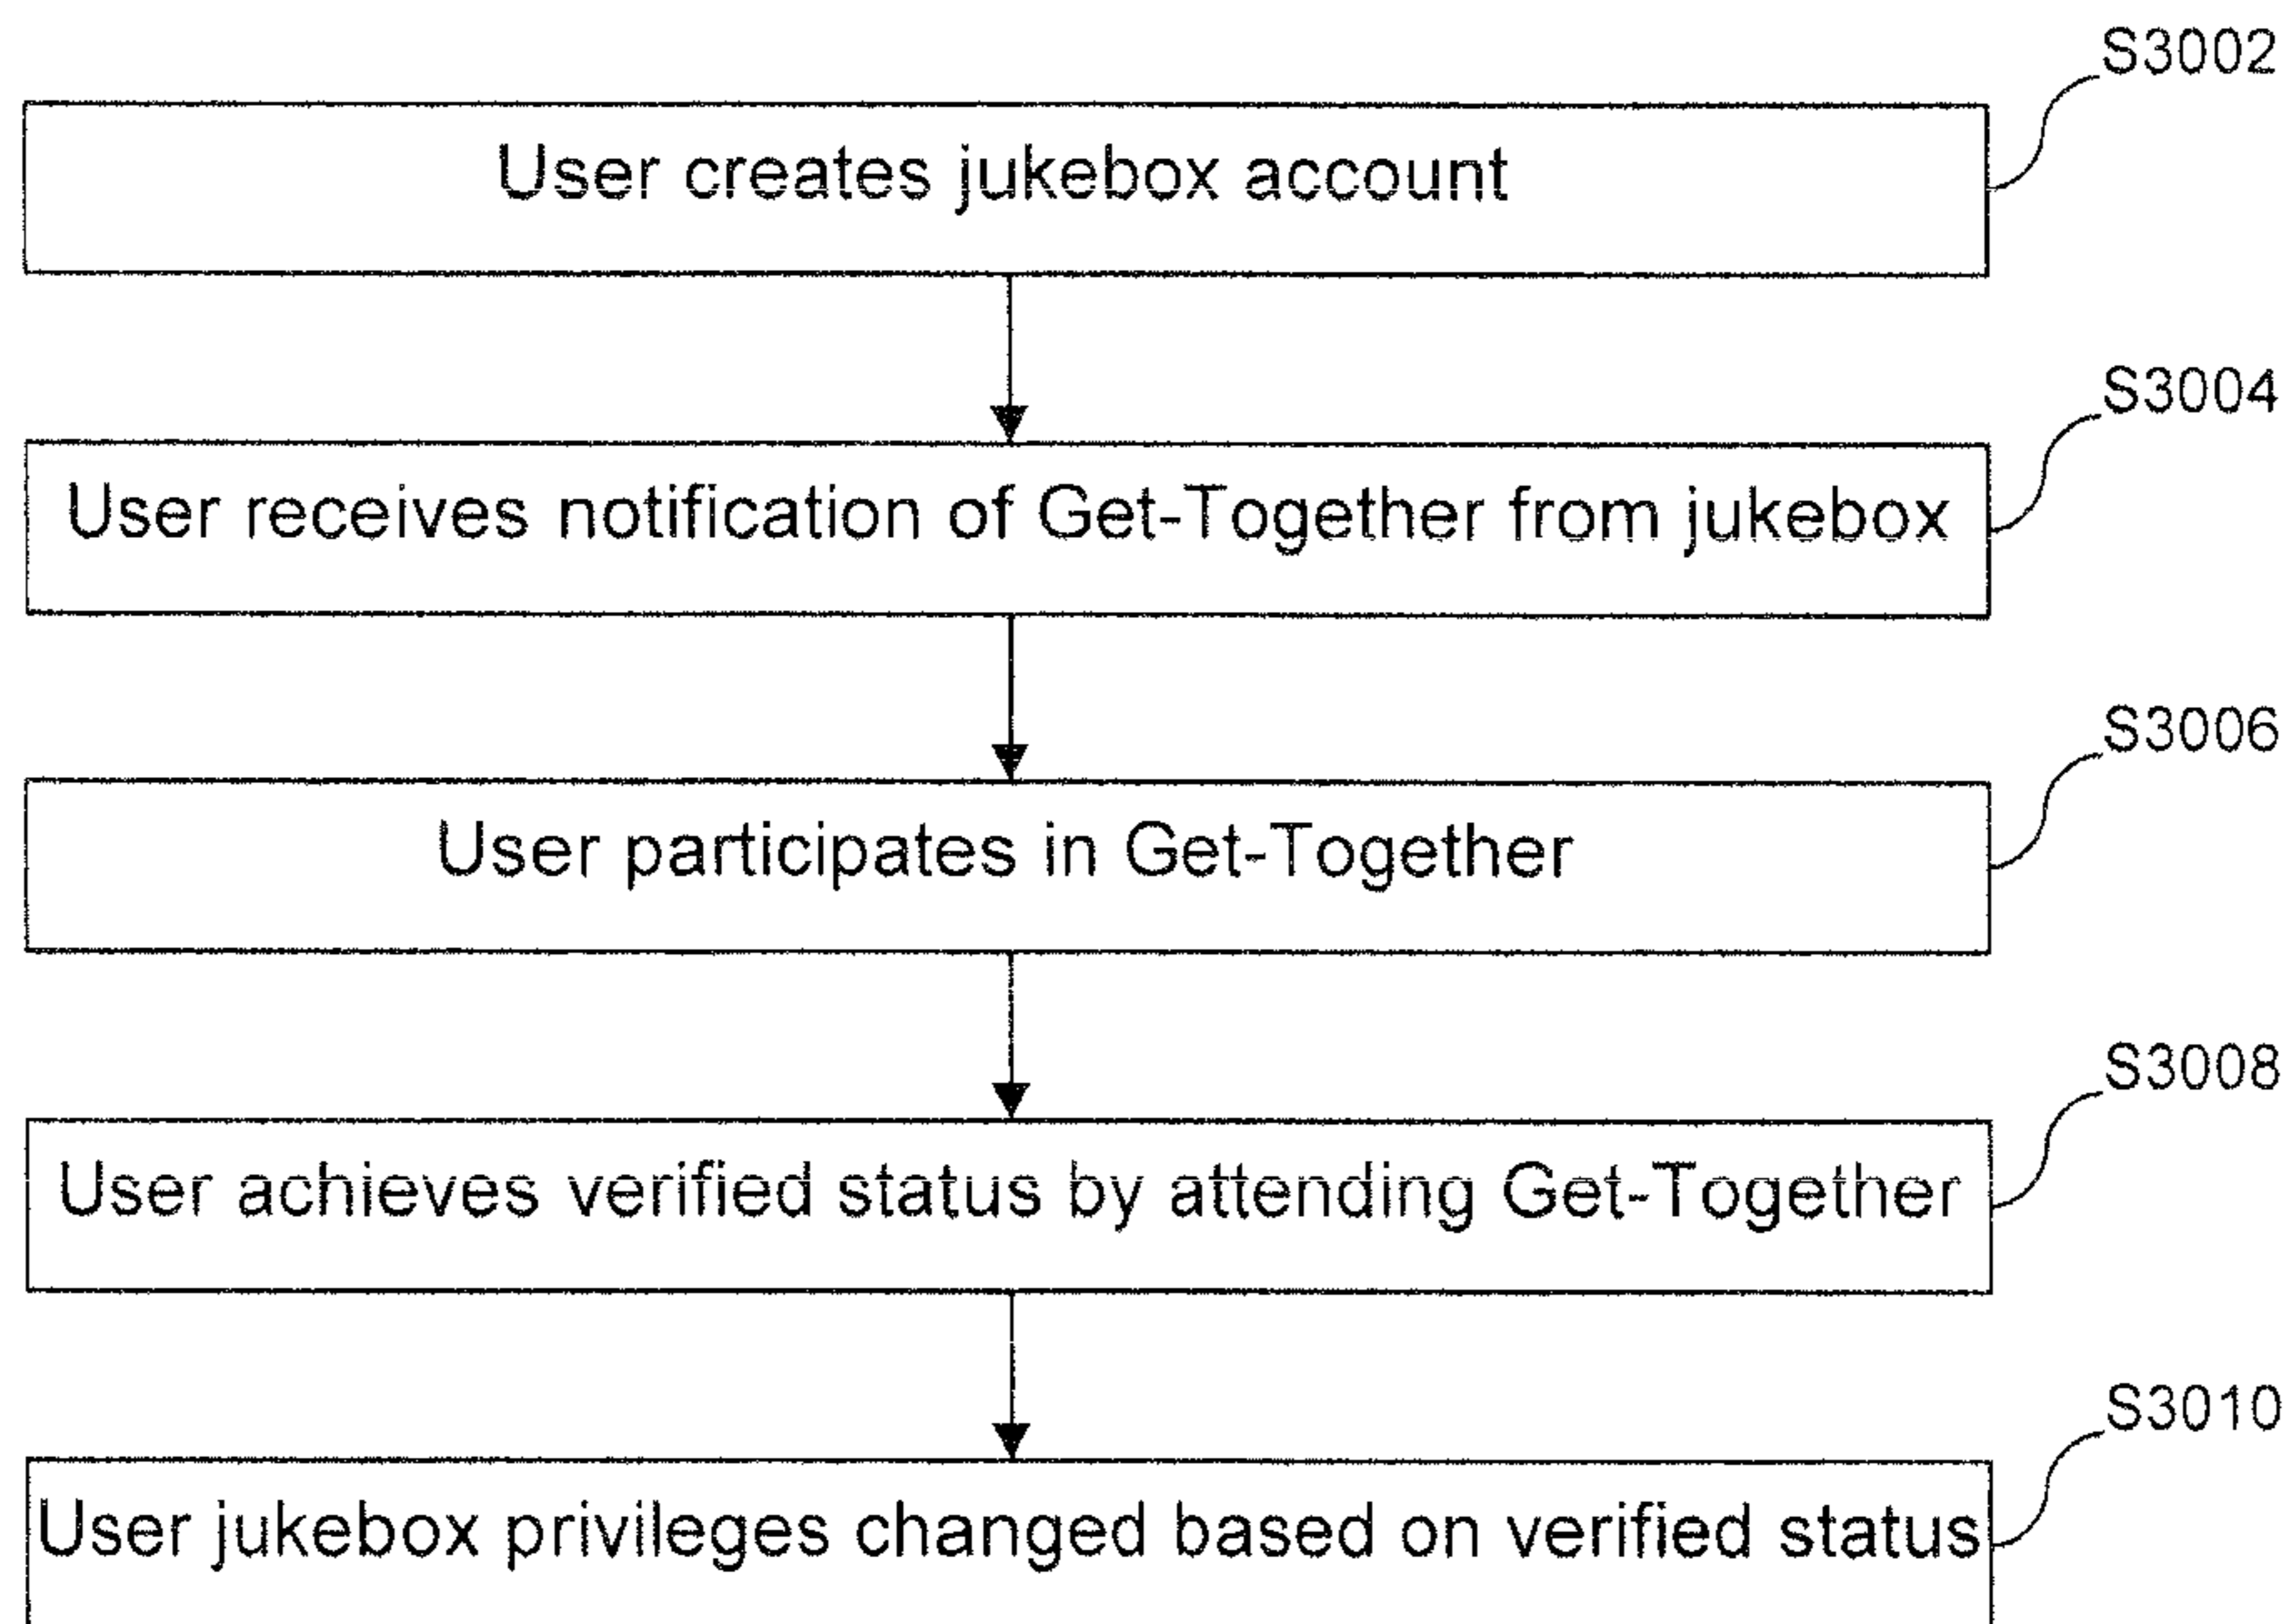 S3002
User creates jukebox account
S3004
User receives notification of Get-Together from jukebox
S3006
User participates in Get-Together
S3008
User achieves verified status by attending Get-Together
S3010
User jukebox privileges changed based on verified status